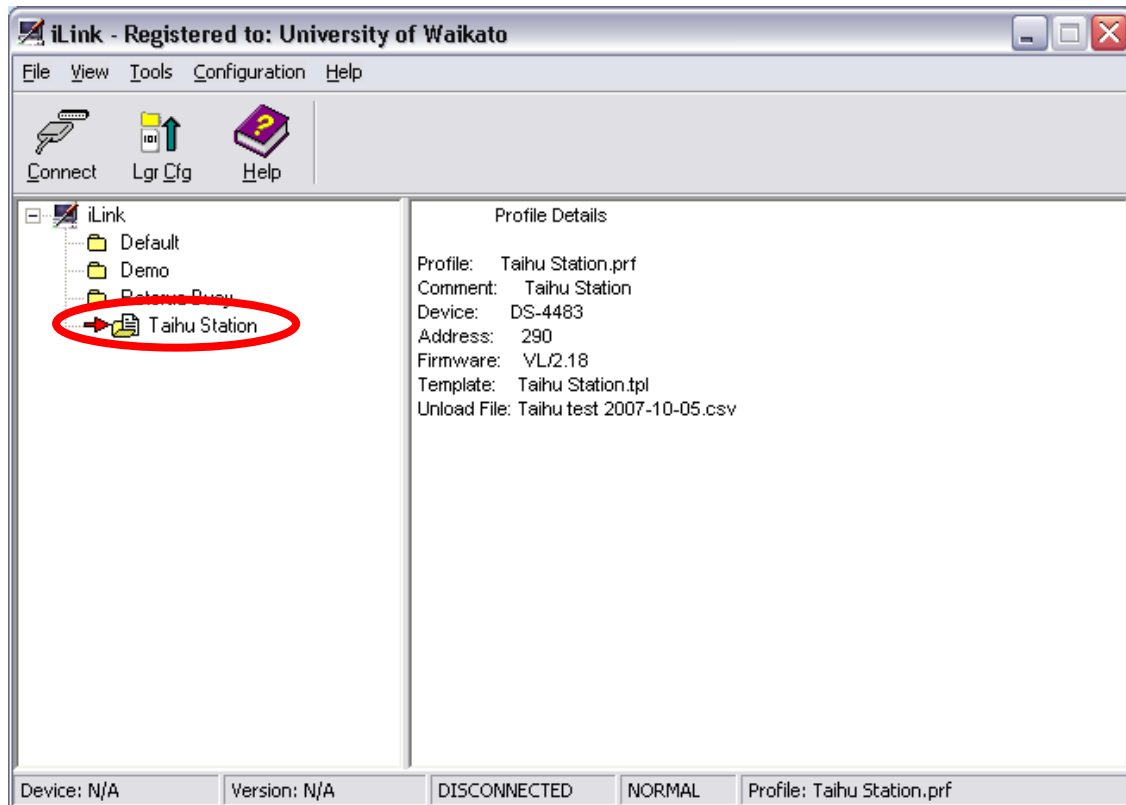 iLink - Registered to: University of Waikato
File View Tools Configuration Help
Connect Lgr Cfg Help
iLink
Default
Demo
Taihu Station
Profile Details
Profile: Taihu Station.prf
Comment: Taihu Station
Device: DS-4483
Address: 290
Firmware: VL/2.18
Template: Taihu Station.tpl
Unload File: Taihu test 2007-10-05.csv
Device: N/A Version: N/A DISCONNECTED NORMAL Profile: Taihu Station.prf